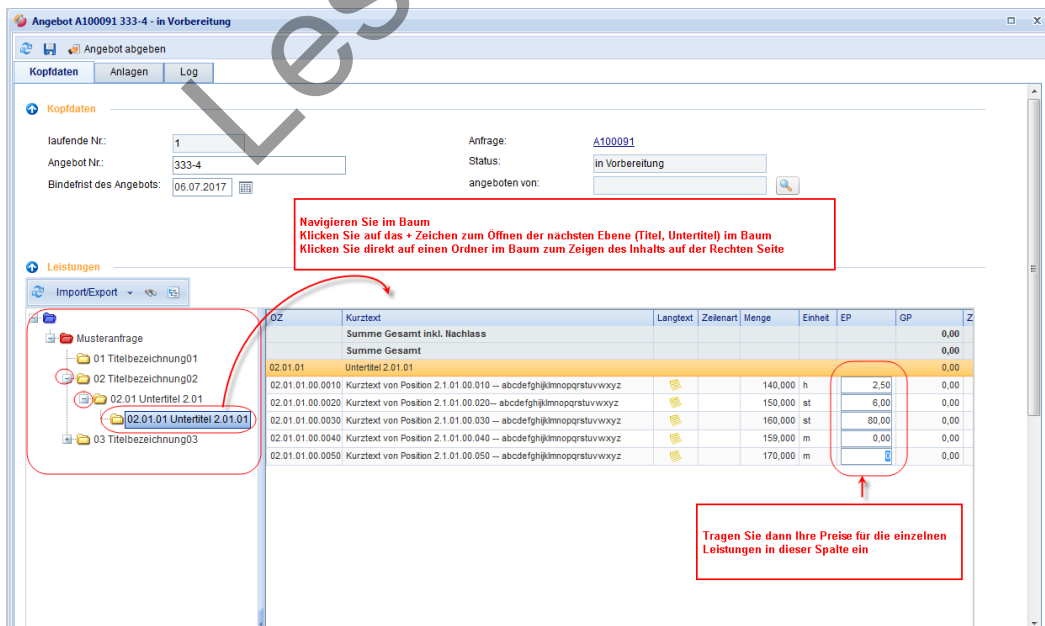 Angebot A100091 333-4 - in Vorbereitung
Angebot abgeben
Kopfdaten Anlagen Log
Kopfdaten
laufende Nr.: 1 Anfrage: A100091
Angebot Nr.: 333-4 Status: in Vorbereitung
Bindefrist des Angebots: 06.07.2017 angeboten von:
Navigieren Sie im Baum
Klicken Sie auf das + Zeichen zum Öffnen der nächsten Ebene (Titel, Untertitel) im Baum
Klicken Sie direkt auf einen Ordner im Baum zum Zeigen des Inhalts auf der Rechten Seite
Leistungen
Import/Export
Musteranfrage
01 Titelbezeichnung01
02 Titelbezeichnung02
02.01 Untertitel 2.01
02.01.01 Untertitel 2.01.01
03 Titelbezeichnung03
OZ Kurztext Langtext Zeilenart Menge Einheit EP GP Z
Summe Gesamt inkl. Nachlass 0,00
Summe Gesamt 0,00
02.01.01 Untertitel 2.01.01 0,00
02.01.01.00.0010 Kurztext von Position 2.1.01.00.010 -- abcdefghijklmnopqrstuvwxyz 140,000 h 2,50 0,00
02.01.01.00.0020 Kurztext von Position 2.1.01.00.020-- abcdefghijklmnopqrstuvwxyz 150,000 st 6,00 0,00
02.01.01.00.0030 Kurztext von Position 2.1.01.00.030 -- abcdefghijklmnopqrstuvwxyz 160,000 st 80,00 0,00
02.01.01.00.0040 Kurztext von Position 2.1.01.00.040 -- abcdefghijklmnopqrstuvwxyz 159,000 m 0,00 0,00
02.01.01.00.0050 Kurztext von Position 2.1.01.00.050 -- abcdefghijklmnopqrstuvwxyz 170,000 m 0 0,00
Tragen Sie dann Ihre Preise für die einzelnen
Leistungen in dieser Spalte ein
Les